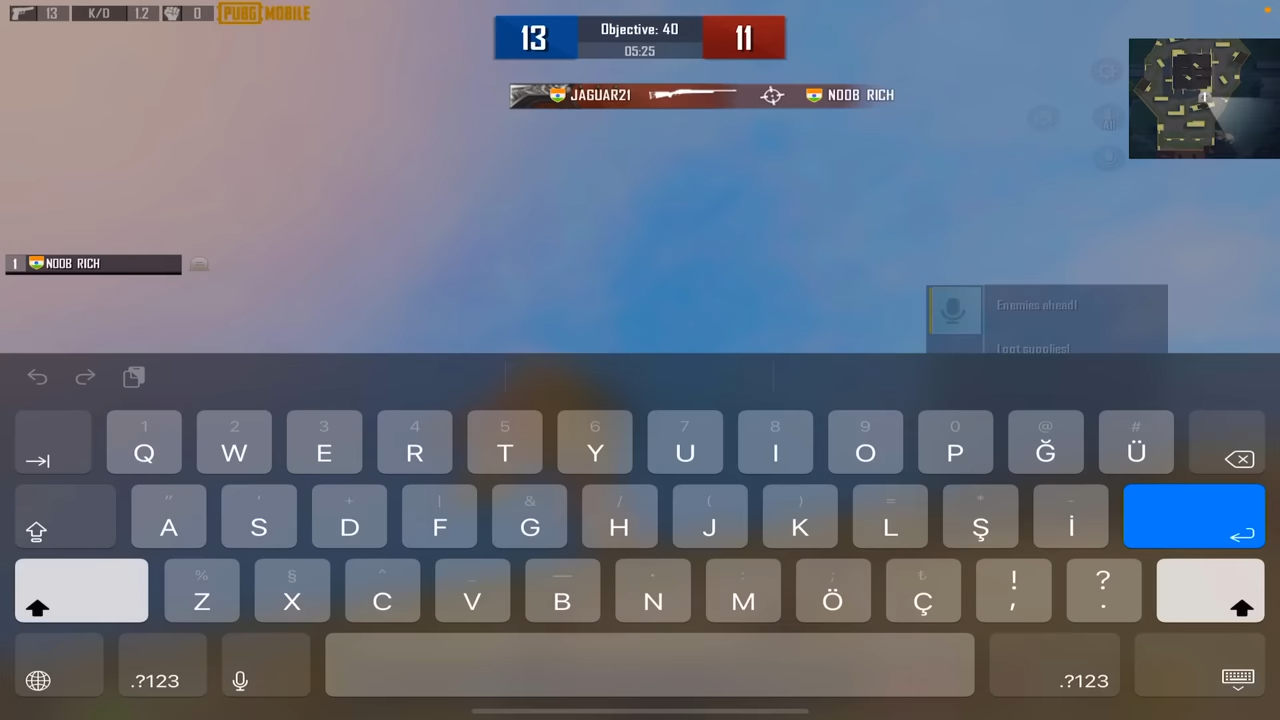 13 K/D 1.2 0 PUBG MOBILE
13 Objective: 40 11
05:25
JAGUAR21 NOOB RICH
T
All
1 NOOB RICH
Enemies ahead!
Loot supplies!
1 2 3 4 5 6 7 8 9 0 @ #
Q W E R T Y U I O P Ğ Ü
" ' + | & / ( ) = * -
A S D F G H J K L Ş İ
% § ^ _ — · : ; ₺ ! ?
Z X C V B N M Ö Ç , .
.?123 .?123